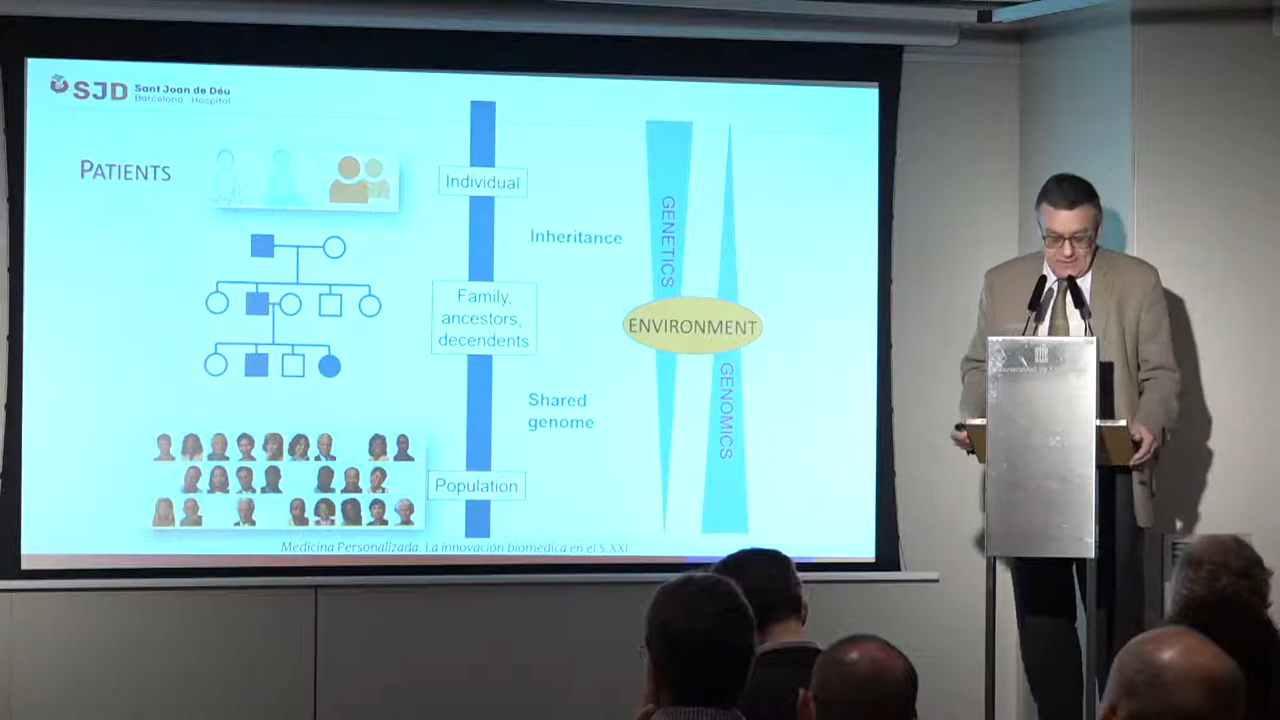 SJD Sant Joan de Déu
Barcelona · Hospital
PATIENTS
Individual
Inheritance
Family,
ancestors,
decendents
Shared
genome
Population
GENETICS
ENVIRONMENT
GENOMICS
Medicina Personalizada. La innovación biomédica en el S.XXI